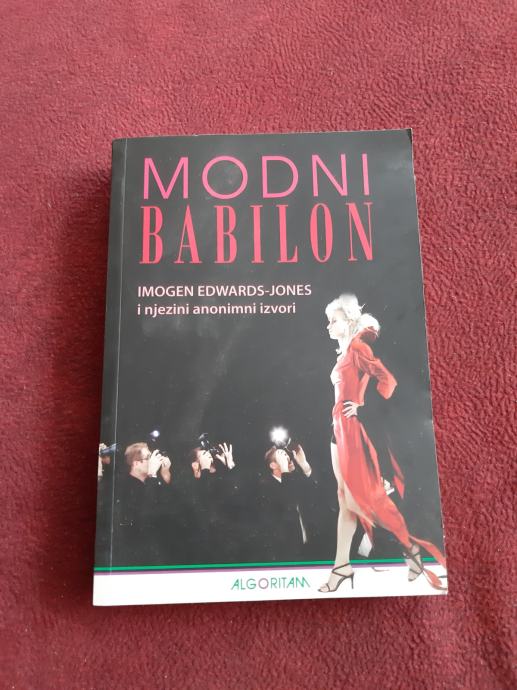 MODNI
BABILON
IMOGEN EDWARDS-JONES
i njezini anonimni izvori
ALGORITAM